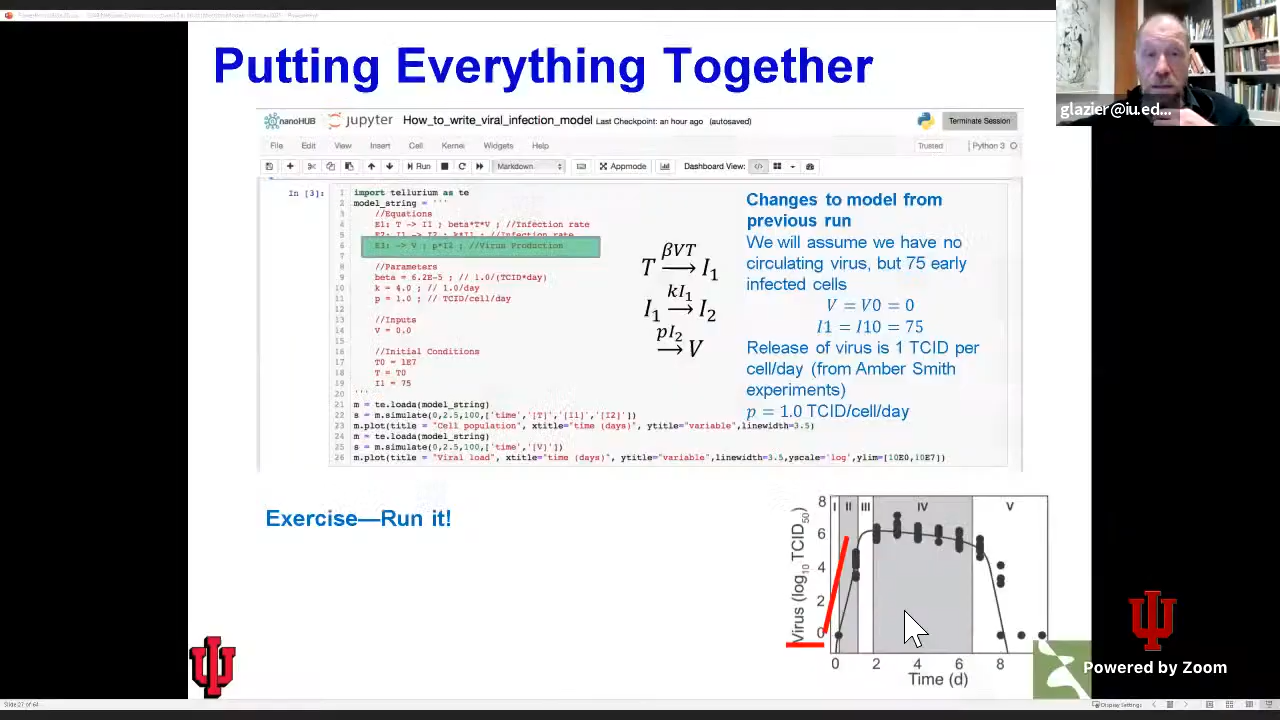 Putting Everything Together
glazier@iu.ed...
nanoHUB jupyter How_to_write_viral_infection_model Last Checkpoint: an hour ago (autosaved)
Terminate Session
File Edit View Insert Cell Kernel Widgets Help
Trusted Python 3
Run Markdown Appmode Dashboard View:
In [3]:
1 import tellurium as te
2 model_string = '''
3 //Equations
4 E1: T -> I1 ; beta*T*V ; //Infection rate
5 E2: I1 -> I2 ; k*I1 ; //Infection rate
6 E3: -> V ; p*I2 ; //Virus Production
7
8 //Parameters
9 beta = 6.2E-5 ; // 1.0/(TCID*day)
10 k = 4.0 ; // 1.0/day
11 p = 1.0 ; // TCID/cell/day
12
13 //Inputs
14 V = 0.0
15
16 //Initial Conditions
17 T0 = 1E7
18 T = T0
19 I1 = 75
20 '''
21 m = te.loada(model_string)
22 s = m.simulate(0,2.5,100,['time','[T]','[I1]','[I2]'])
23 m.plot(title = "Cell population", xtitle="time (days)", ytitle="variable",linewidth=3.5)
24 m = te.loada(model_string)
25 s = m.simulate(0,2.5,100,['time','[V]'])
26 m.plot(title = "Viral load", xtitle="time (days)", ytitle="variable",linewidth=3.5,yscale='log',ylim=[10E0,10E7])
βVT
T → I₁
kI₁
I₁ → I₂
pI₂
→ V
Changes to model from
previous run
We will assume we have no
circulating virus, but 75 early
infected cells
V = V0 = 0
I1 = I10 = 75
Release of virus is 1 TCID per
cell/day (from Amber Smith
experiments)
p = 1.0 TCID/cell/day
Exercise—Run it!
Virus (log₁₀ TCID₅₀)
8
6
4
2
0
I II III IV V
0 2 4 6 8
Time (d)
Powered by Zoom
Slide 27 of 64
Display Settings